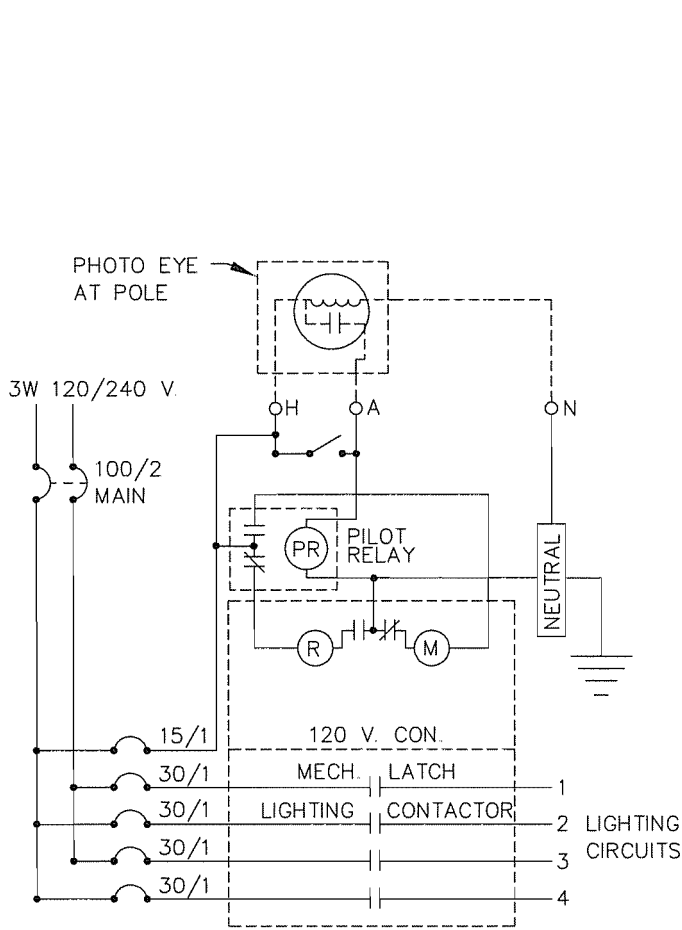 PHOTO EYE
AT POLE
3W 120/240 V.
H
A
N
100/2
MAIN
PR
PILOT
RELAY
NEUTRAL
R
M
15/1
120 V. CON.
30/1
MECH. LATCH
1
30/1
LIGHTING CONTACTOR
2
LIGHTING
CIRCUITS
30/1
3
30/1
4